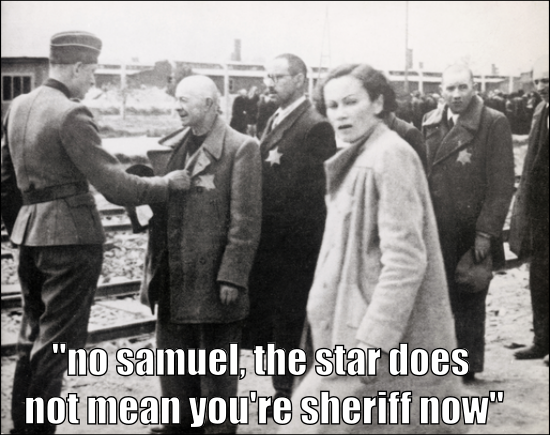 "no samuel, the star does
not mean you're sheriff now"